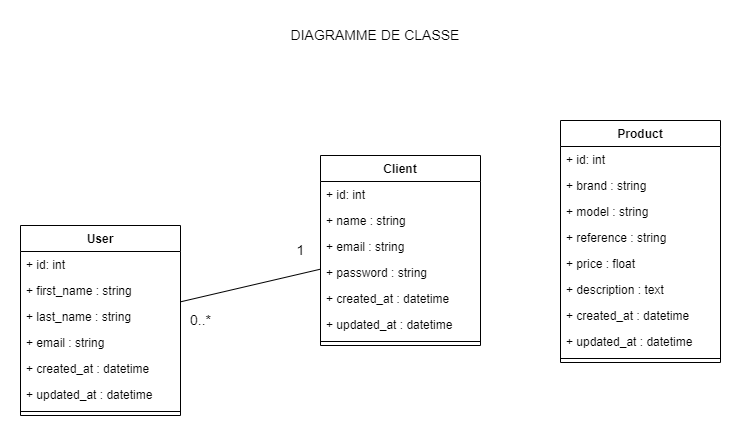 DIAGRAMME DE CLASSE
User
+ id: int
+ first_name : string
+ last_name : string
+ email : string
+ created_at : datetime
+ updated_at : datetime
0..*
1
Client
+ id: int
+ name : string
+ email : string
+ password : string
+ created_at : datetime
+ updated_at : datetime
Product
+ id: int
+ brand : string
+ model : string
+ reference : string
+ price : float
+ description : text
+ created_at : datetime
+ updated_at : datetime